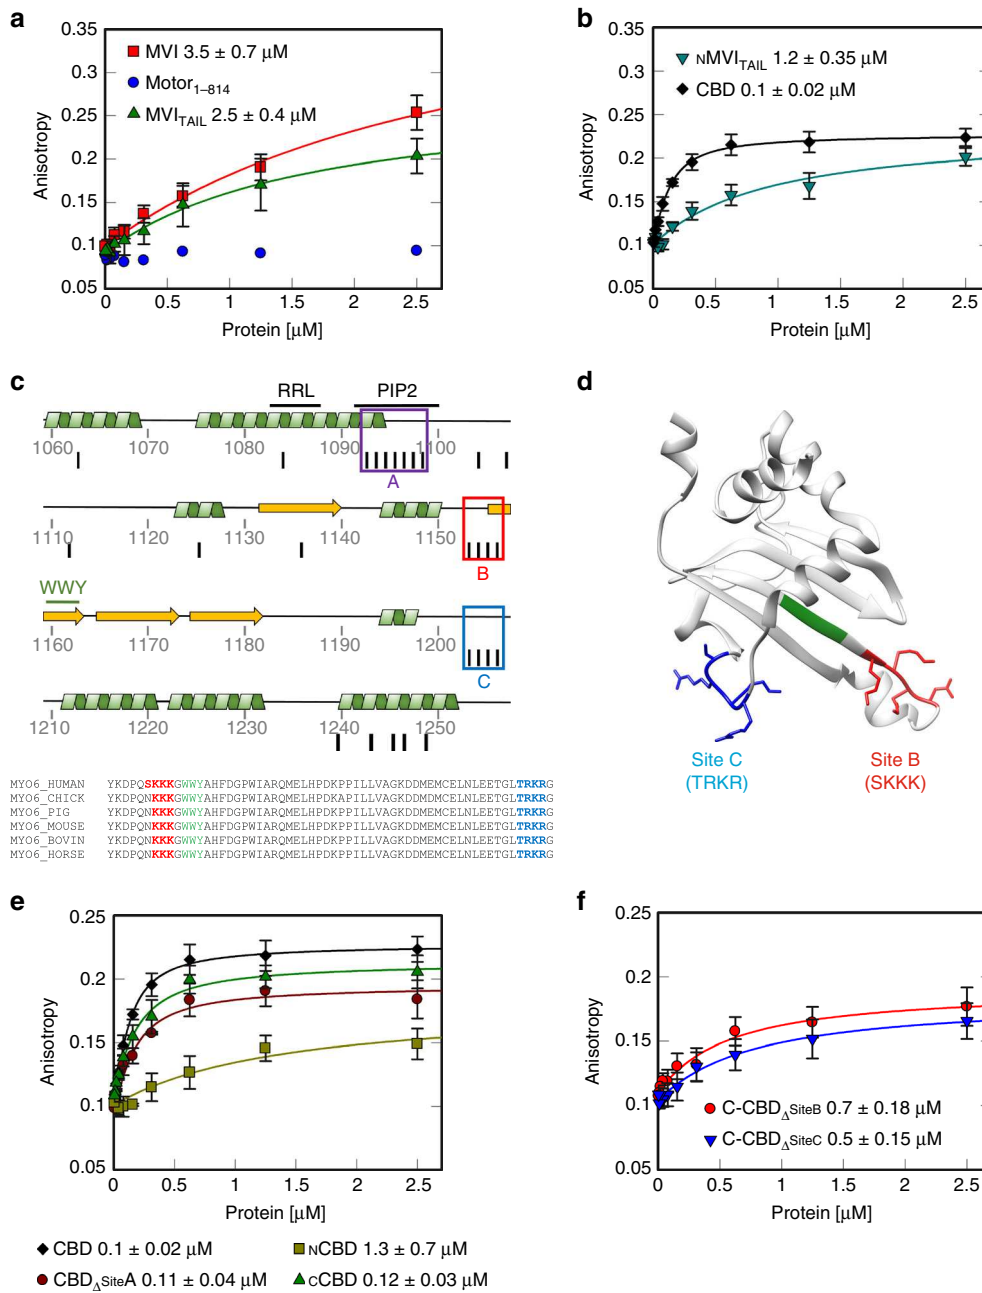 a
0.35
0.3
0.25
0.2
0.15
0.1
0.05
Anisotropy
MVI 3.5 ± 0.7 μM
Motor1–814
MVITAIL 2.5 ± 0.4 μM
0 0.5 1 1.5 2 2.5
Protein [μM]
b
0.35
0.3
0.25
0.2
0.15
0.1
0.05
Anisotropy
NMVITAIL 1.2 ± 0.35 μM
CBD 0.1 ± 0.02 μM
0 0.5 1 1.5 2 2.5
Protein [μM]
c
RRL PIP2
1060 1070 1080 1090 1100
A
1110 1120 1130 1140 1150
B
WWY
1160 1170 1180 1190 1200
C
1210 1220 1230 1240 1250
MYO6_HUMAN YKDPQSKKKGWWYAHFDGPWIARQMELHPDKPPILLVAGKDDMEMCELNLEETGLTRKRG
MYO6_CHICK YKDPQNKKKGWWYAHFDGPWIARQMELHPDKAPILLVAGKDDMEMCELNLEETGLTRKRG
MYO6_PIG YKDPQNKKKGWWYAHFDGPWIARQMELHPDKPPILLVAGKDDMEMCELNLEETGLTRKRG
MYO6_MOUSE YKDPQNKKKGWWYAHFDGPWIARQMELHPDKPPILLVAGKDDMEMCELNLEETGLTRKRG
MYO6_BOVIN YKDPQNKKKGWWYAHFDGPWIARQMELHPDKPPILLVAGKDDMEMCELNLEETGLTRKRG
MYO6_HORSE YKDPQNKKKGWWYAHFDGPWIARQMELHPDKPPILLVAGKDDMEMCELNLEETGLTRKRG
d
Site C
(TRKR)
Site B
(SKKK)
e
0.25
0.2
0.15
0.1
0.05
Anisotropy
0 0.5 1 1.5 2 2.5
Protein [μM]
CBD 0.1 ± 0.02 μM
NCBD 1.3 ± 0.7 μM
CBDΔSiteA 0.11 ± 0.04 μM
CCBD 0.12 ± 0.03 μM
f
0.25
0.2
0.15
0.1
0.05
Anisotropy
C-CBDΔSiteB 0.7 ± 0.18 μM
C-CBDΔSiteC 0.5 ± 0.15 μM
0 0.5 1 1.5 2 2.5
Protein [μM]